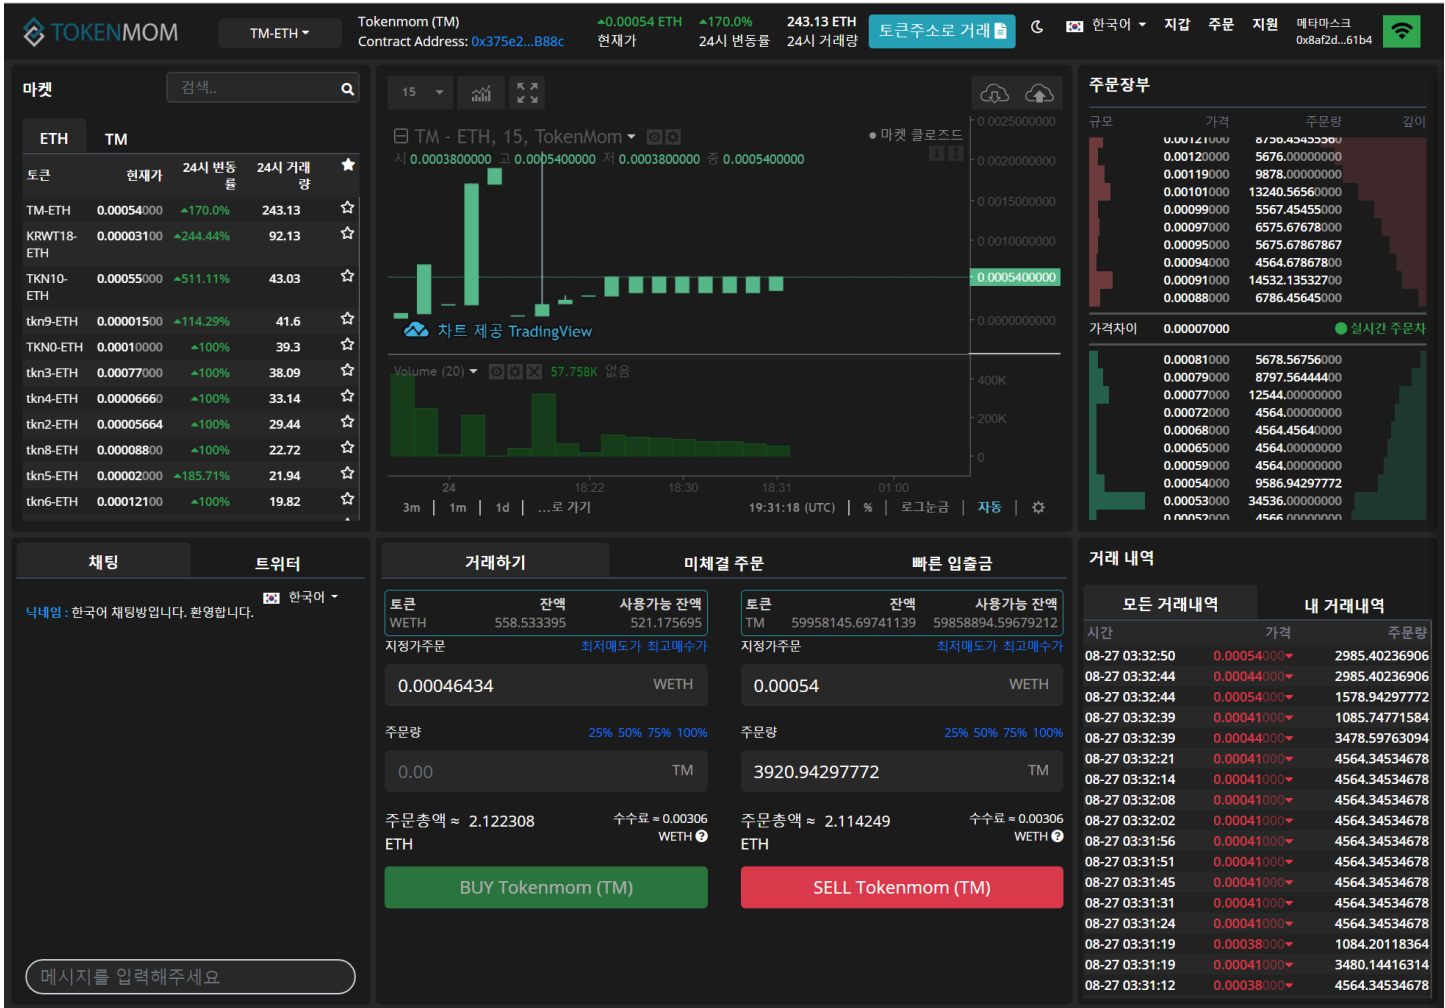 TOKENMOM
TM-ETH
Tokenmom (TM)
Contract Address: 0x375e2...B88c
0.00054 ETH
현재가
170.0%
24시 변동률
243.13 ETH
24시 거래량
토큰주소로 거래
한국어
지갑
주문
지원
메타마스크
0x8af2d...61b4
마켓
검색..
ETH TM
토큰 현재가 24시 변동률 24시 거래량
TM-ETH 0.00054000 170.0% 243.13
KRWT18-ETH 0.00003100 244.44% 92.13
TKN10-ETH 0.00055000 511.11% 43.03
tkn9-ETH 0.00001500 114.29% 41.6
TKN0-ETH 0.00010000 100% 39.3
tkn3-ETH 0.00077000 100% 38.09
tkn4-ETH 0.00006660 100% 33.14
tkn2-ETH 0.00005664 100% 29.44
tkn8-ETH 0.00008800 100% 22.72
tkn5-ETH 0.00002000 185.71% 21.94
tkn6-ETH 0.00012100 100% 19.82
15
TM - ETH, 15, TokenMom
마켓 클로즈드
시 0.0003800000 고 0.0005400000 저 0.0003800000 종 0.0005400000
0.0025000000
0.0020000000
0.0015000000
0.0010000000
0.0005400000
0.0000000000
차트 제공 TradingView
Volume (20) 57.758K 없음
400K
200K
0
24 18:22 18:30 18:31 01:00
3m 1m 1d ...로 가기 19:31:18 (UTC) % 로그눈금 자동
주문장부
규모 가격 주문량 깊이
0.00121000 8756.45455560
0.00120000 5676.00000000
0.00119000 9878.00000000
0.00101000 13240.56560000
0.00099000 5567.45455000
0.00097000 6575.67678000
0.00095000 5675.67867867
0.00094000 4564.67867800
0.00091000 14532.13532700
0.00088000 6786.45645000
가격차이 0.00007000 실시간 주문차
0.00081000 5678.56756000
0.00079000 8797.56444400
0.00077000 12544.00000000
0.00072000 4564.00000000
0.00068000 4564.45640000
0.00065000 4564.00000000
0.00059000 4564.00000000
0.00054000 9586.94297772
0.00053000 34536.00000000
0.00052000 4566.00000000
채팅 트위터
한국어
닉네임 : 한국어 채팅방입니다. 환영합니다.
메시지를 입력해주세요
거래하기 미체결 주문 빠른 입출금
토큰 잔액 사용가능 잔액
WETH 558.533395 521.175695
지정가주문 최저매도가 최고매수가
0.00046434 WETH
주문량 25% 50% 75% 100%
0.00 TM
주문총액 ≈ 2.122308 ETH
수수료 ≈ 0.00306 WETH
BUY Tokenmom (TM)
토큰 잔액 사용가능 잔액
TM 59958145.69741139 59858894.59679212
지정가주문 최저매도가 최고매수가
0.00054 WETH
주문량 25% 50% 75% 100%
3920.94297772 TM
주문총액 ≈ 2.114249 ETH
수수료 ≈ 0.00306 WETH
SELL Tokenmom (TM)
거래 내역
모든 거래내역 내 거래내역
시간 가격 주문량
08-27 03:32:50 0.00054000 2985.40236906
08-27 03:32:44 0.00044000 2985.40236906
08-27 03:32:44 0.00054000 1578.94297772
08-27 03:32:39 0.00041000 1085.74771584
08-27 03:32:39 0.00044000 3478.59763094
08-27 03:32:21 0.00041000 4564.34534678
08-27 03:32:14 0.00041000 4564.34534678
08-27 03:32:08 0.00041000 4564.34534678
08-27 03:32:02 0.00041000 4564.34534678
08-27 03:31:56 0.00041000 4564.34534678
08-27 03:31:51 0.00041000 4564.34534678
08-27 03:31:45 0.00041000 4564.34534678
08-27 03:31:31 0.00041000 4564.34534678
08-27 03:31:24 0.00041000 4564.34534678
08-27 03:31:19 0.00038000 1084.20118364
08-27 03:31:19 0.00041000 3480.14416314
08-27 03:31:12 0.00038000 4564.34534678